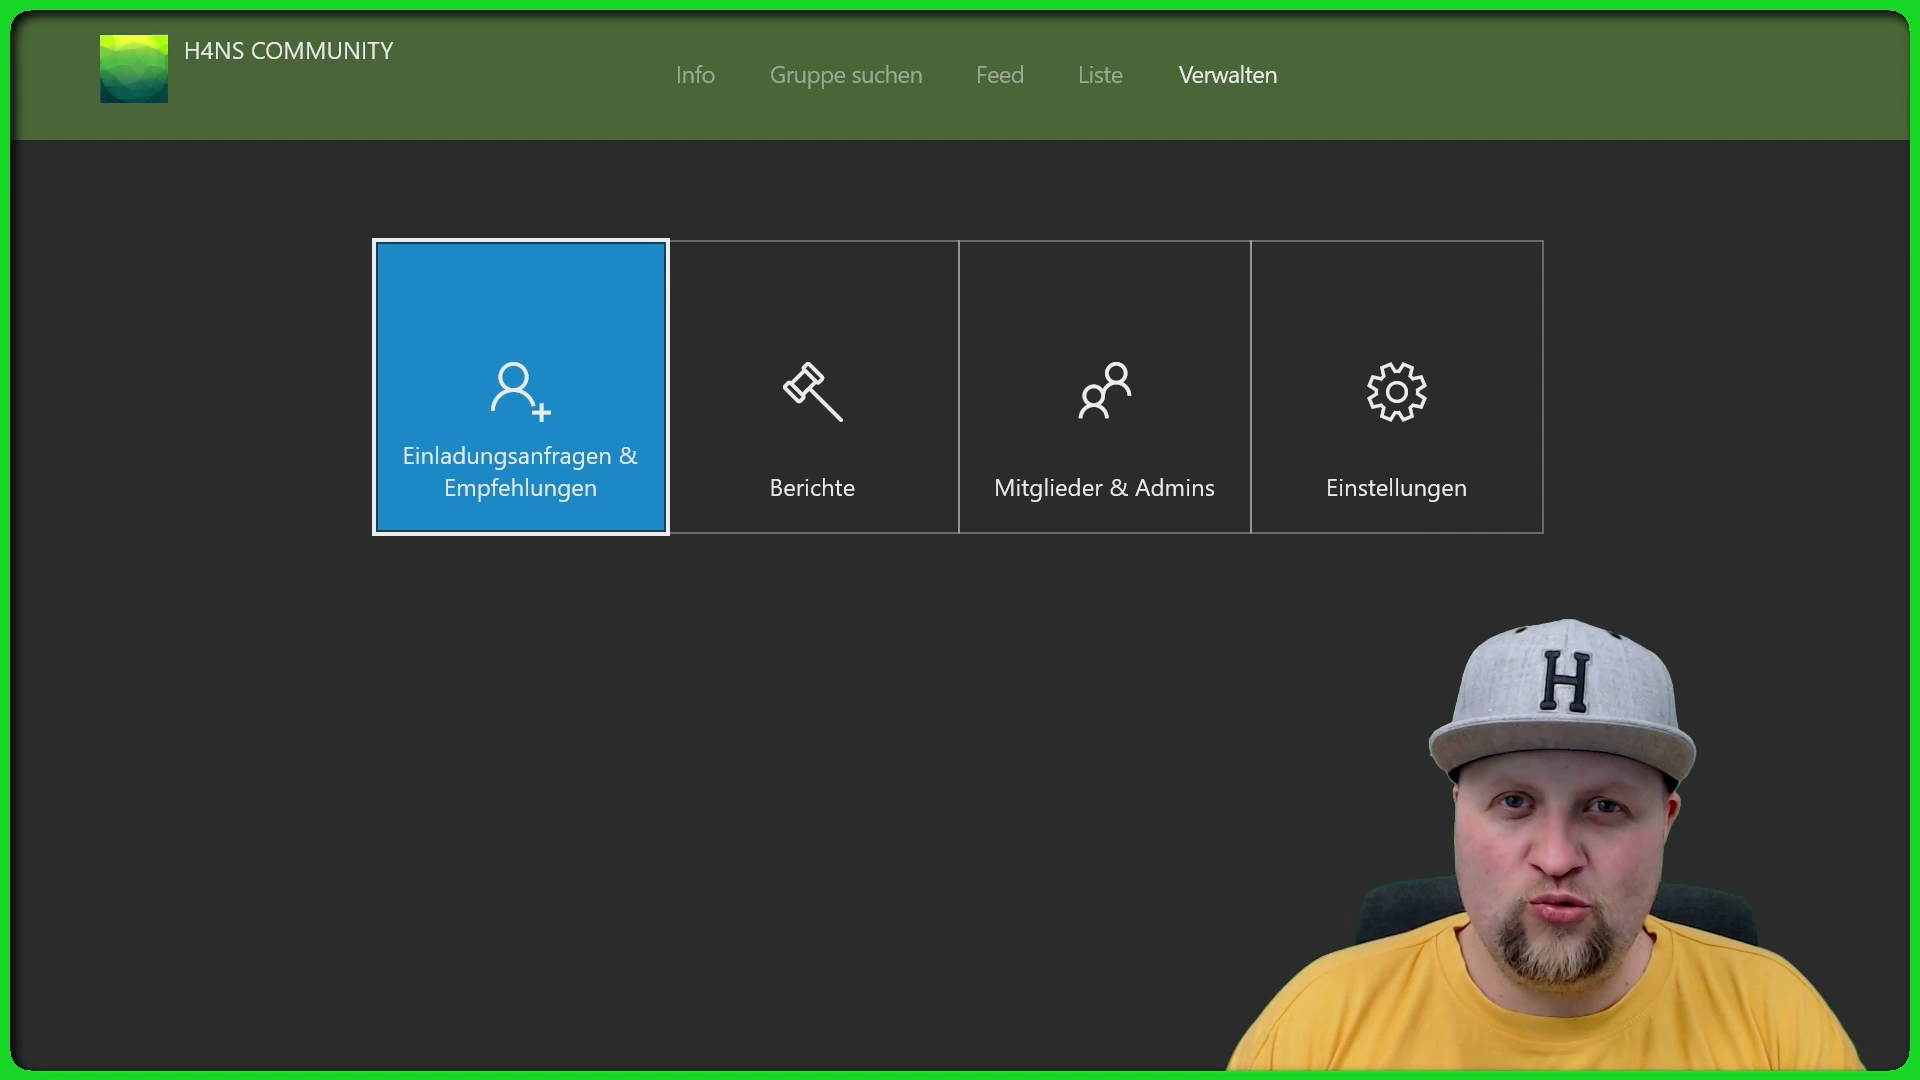 H4NS COMMUNITY
Info
Gruppe suchen
Feed
Liste
Verwalten
Einladungsanfragen &
Empfehlungen
Berichte
Mitglieder & Admins
Einstellungen
H